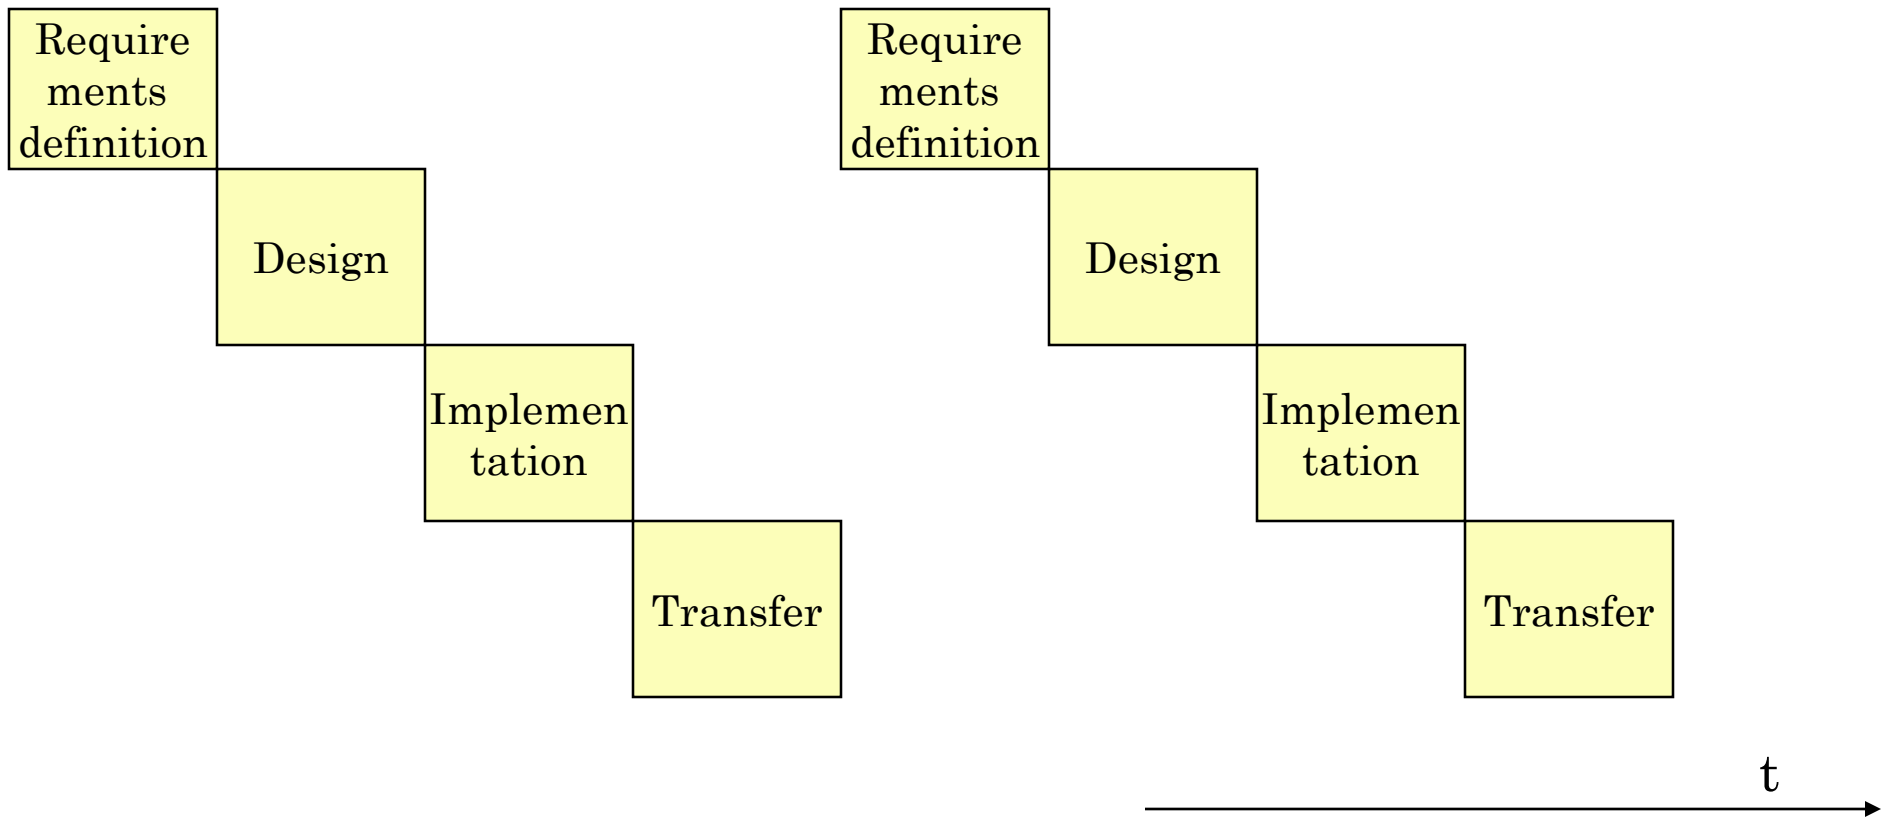 Require
ments
definition
Design
Implemen
tation
Transfer
Require
ments
definition
Design
Implemen
tation
Transfer
t